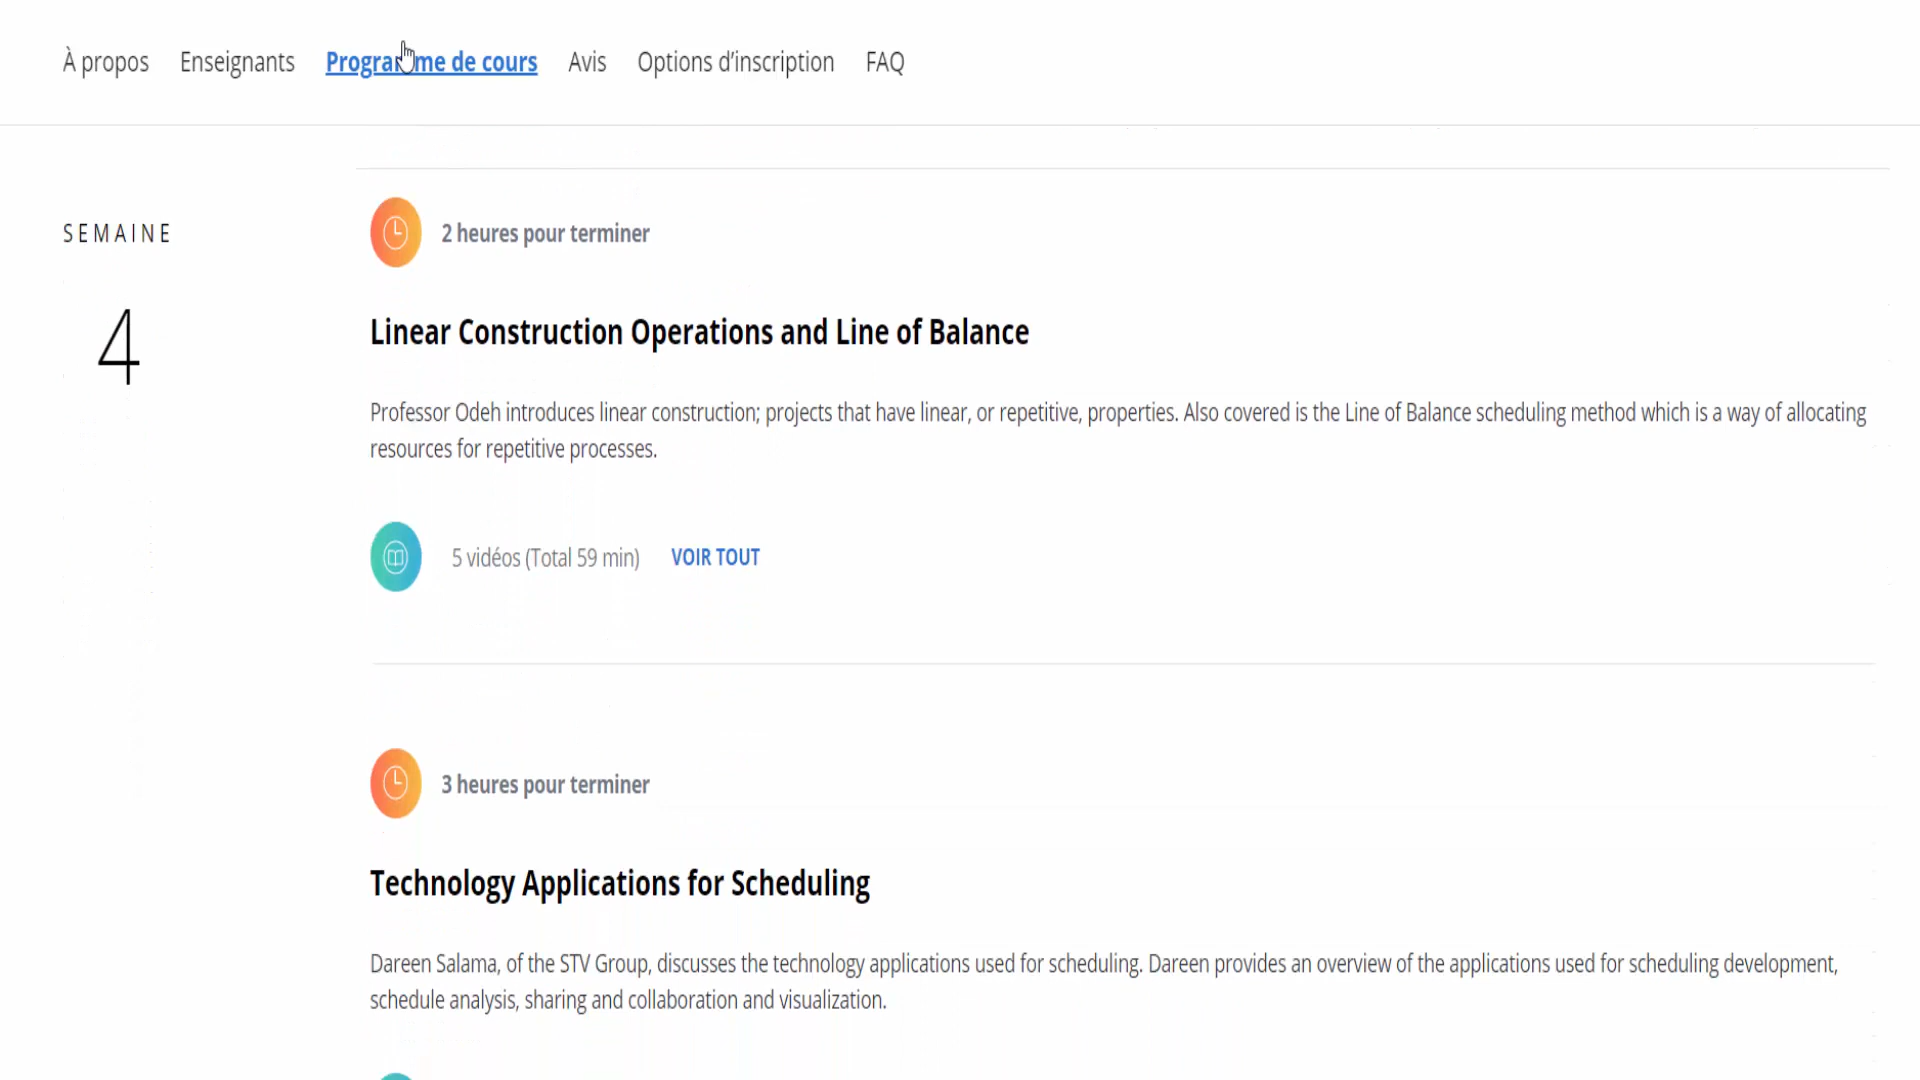 À propos Enseignants Programme de cours Avis Options d'inscription FAQ
SEMAINE
4
2 heures pour terminer
Linear Construction Operations and Line of Balance
Professor Odeh introduces linear construction; projects that have linear, or repetitive, properties. Also covered is the Line of Balance scheduling method which is a way of allocating
resources for repetitive processes.
5 vidéos (Total 59 min) VOIR TOUT
3 heures pour terminer
Technology Applications for Scheduling
Dareen Salama, of the STV Group, discusses the technology applications used for scheduling. Dareen provides an overview of the applications used for scheduling development,
schedule analysis, sharing and collaboration and visualization.